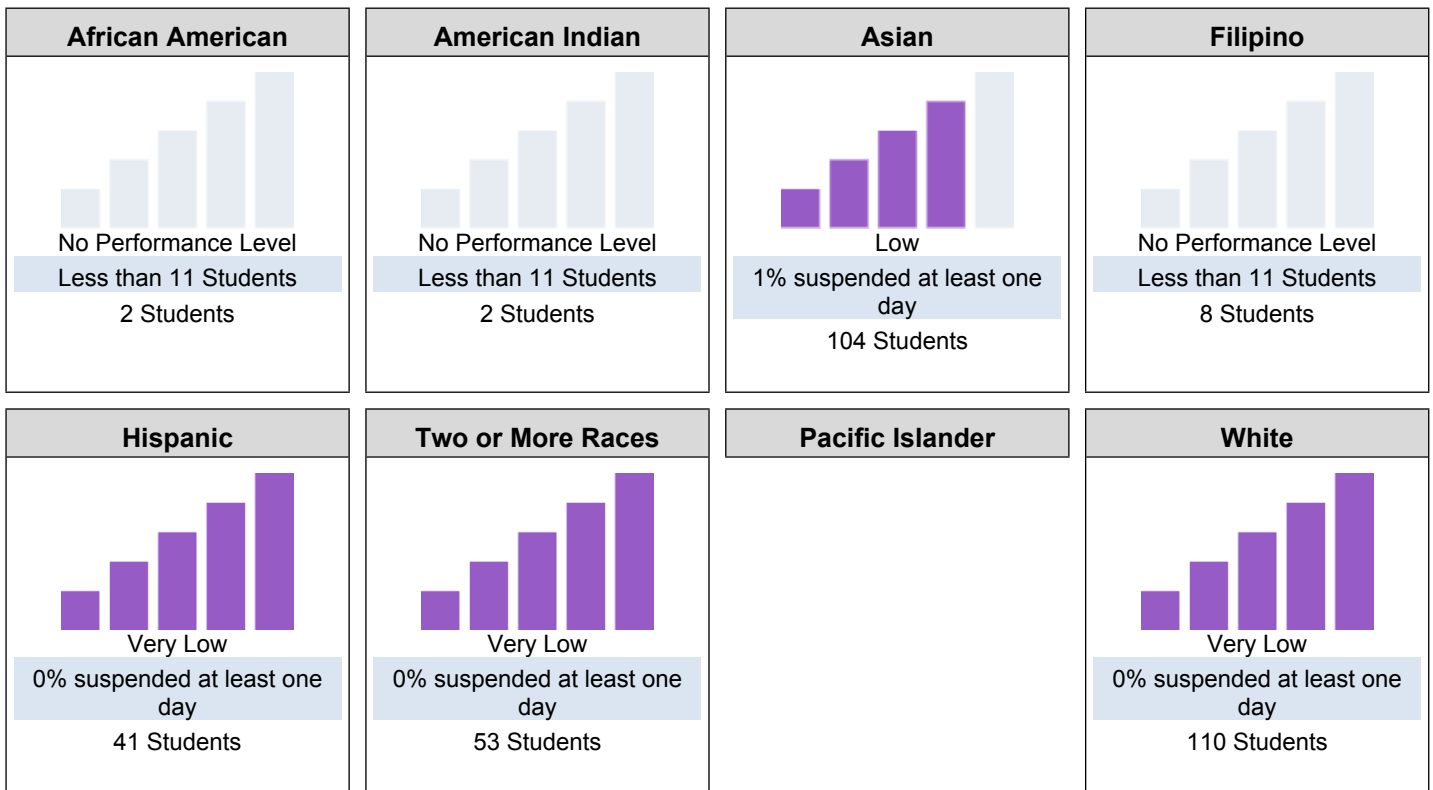 African American
No Performance Level
Less than 11 Students
2 Students
American Indian
No Performance Level
Less than 11 Students
2 Students
Asian
Low
1% suspended at least one
day
104 Students
Filipino
No Performance Level
Less than 11 Students
8 Students
Hispanic
Very Low
0% suspended at least one
day
41 Students
Two or More Races
Very Low
0% suspended at least one
day
53 Students
Pacific Islander
White
Very Low
0% suspended at least one
day
110 Students